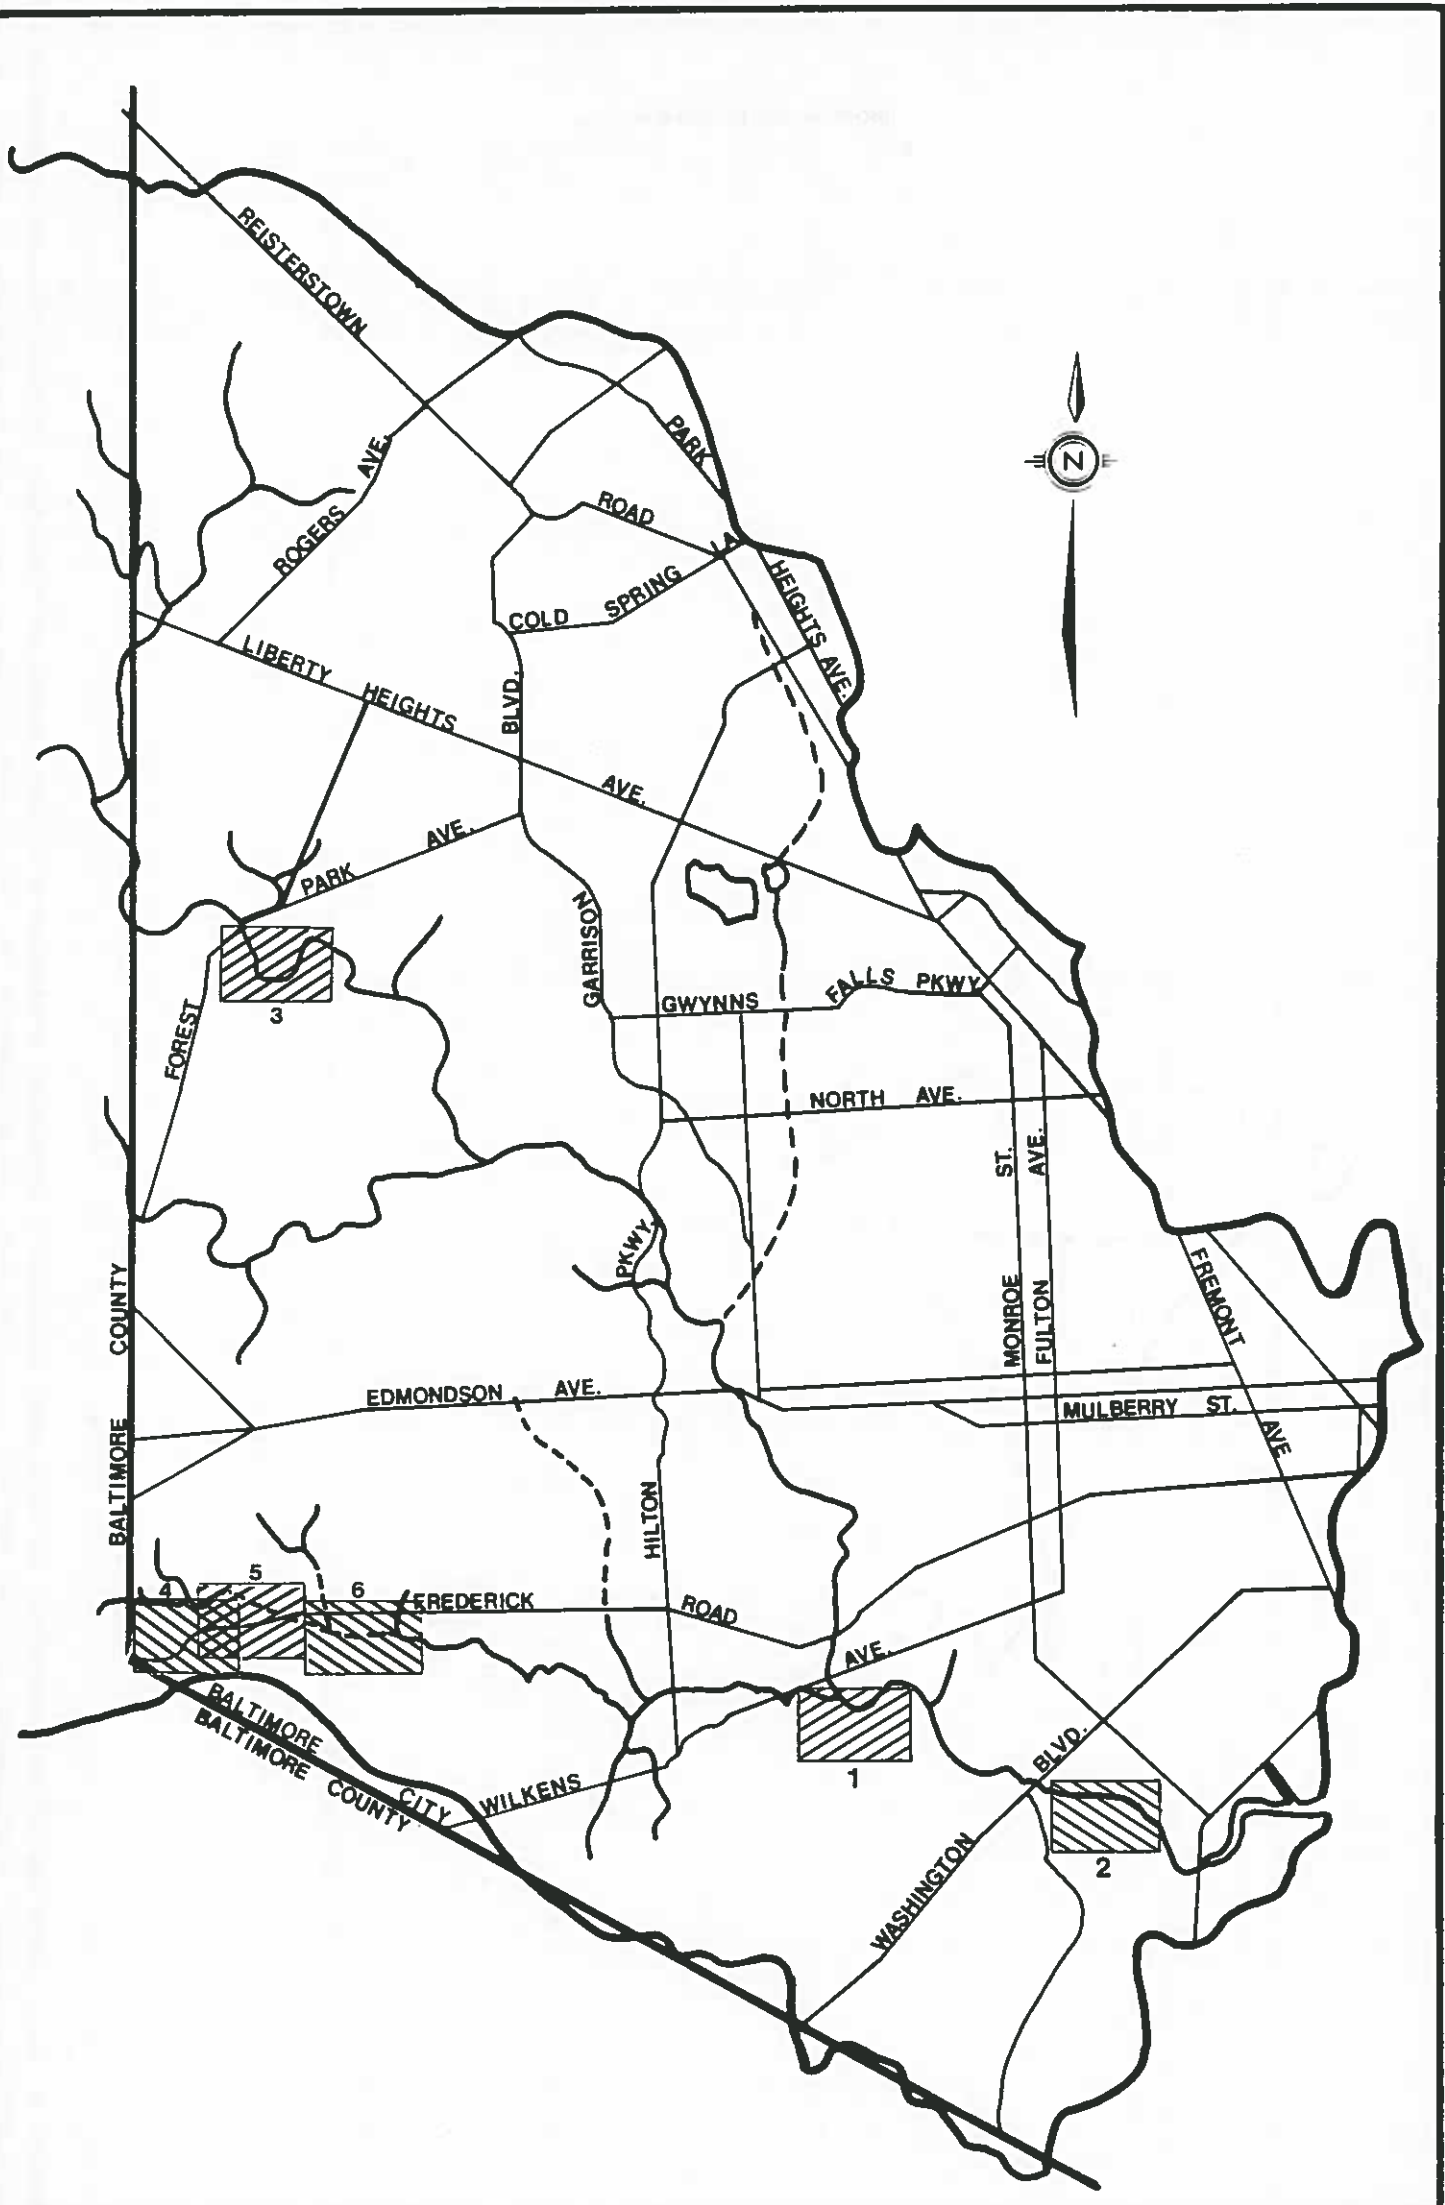 REISTERSTOWN
PARK
AVE.
ROAD
ROGERS
LA.
HEIGHTS AVE.
SPRING
COLD
LIBERTY
HEIGHTS
BLVD.
AVE.
AVE.
PARK
GARRISON
FALLS PKWY
GWYNNS
3
FOREST
NORTH AVE.
ST.
AVE.
PKWY.
COUNTY
MONROE
FULTON
FREMONT
EDMONDSON AVE.
MULBERRY ST.
AVE
BALTIMORE
HILTON
5
4
6
FREDERICK
ROAD
AVE.
BALTIMORE
BALTIMORE
COUNTY
CITY
WILKENS
BLVD.
1
WASHINGTON
2
N